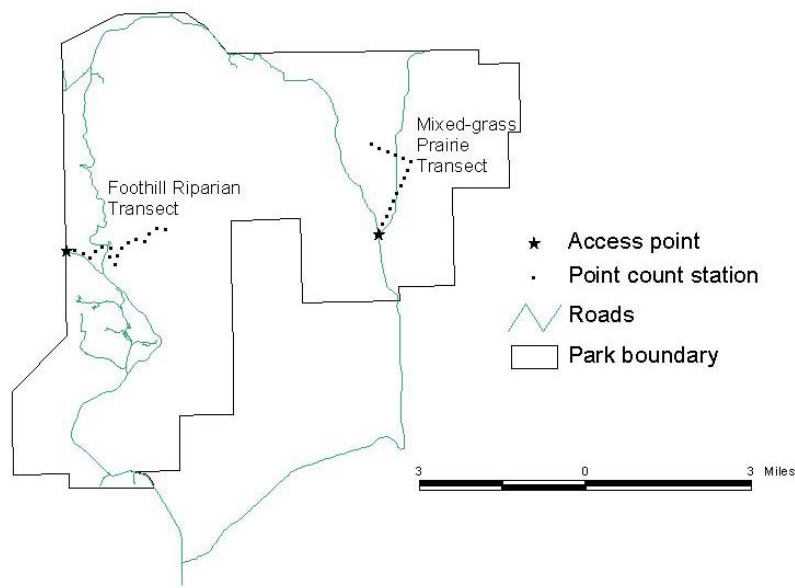 Mixed-grass
Prairie
Transect
Foothill Riparian
Transect
Access point
Point count station
Roads
Park boundary
3 0 3 Miles